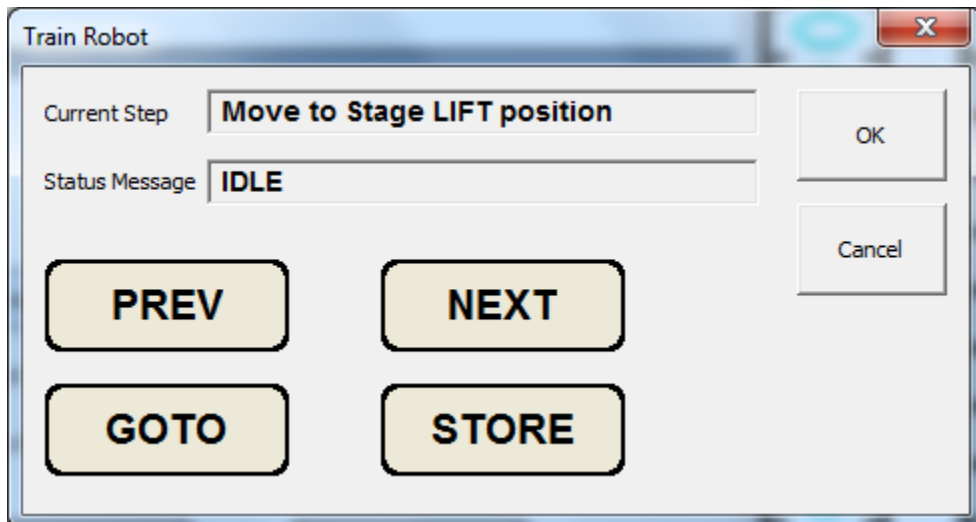 Train Robot
Current Step Move to Stage LIFT position
OK
Status Message IDLE
Cancel
PREV NEXT
GOTO STORE